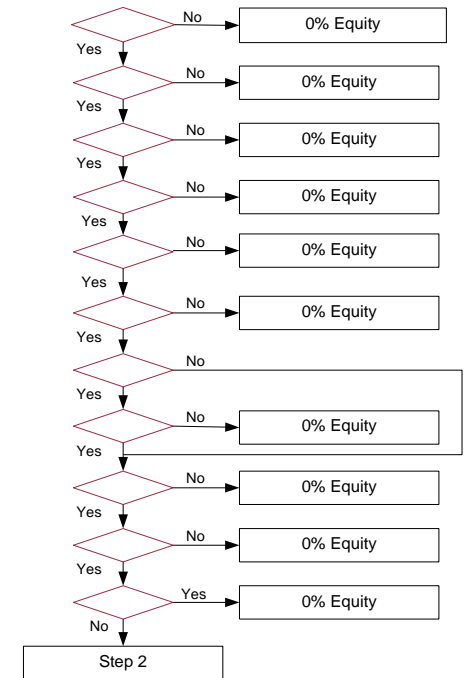 No
0% Equity
Yes
No
0% Equity
Yes
No
0% Equity
Yes
No
0% Equity
Yes
No
0% Equity
Yes
No
0% Equity
Yes
No
Yes
No
0% Equity
Yes
No
0% Equity
Yes
No
0% Equity
Yes
Yes
0% Equity
No
Step 2